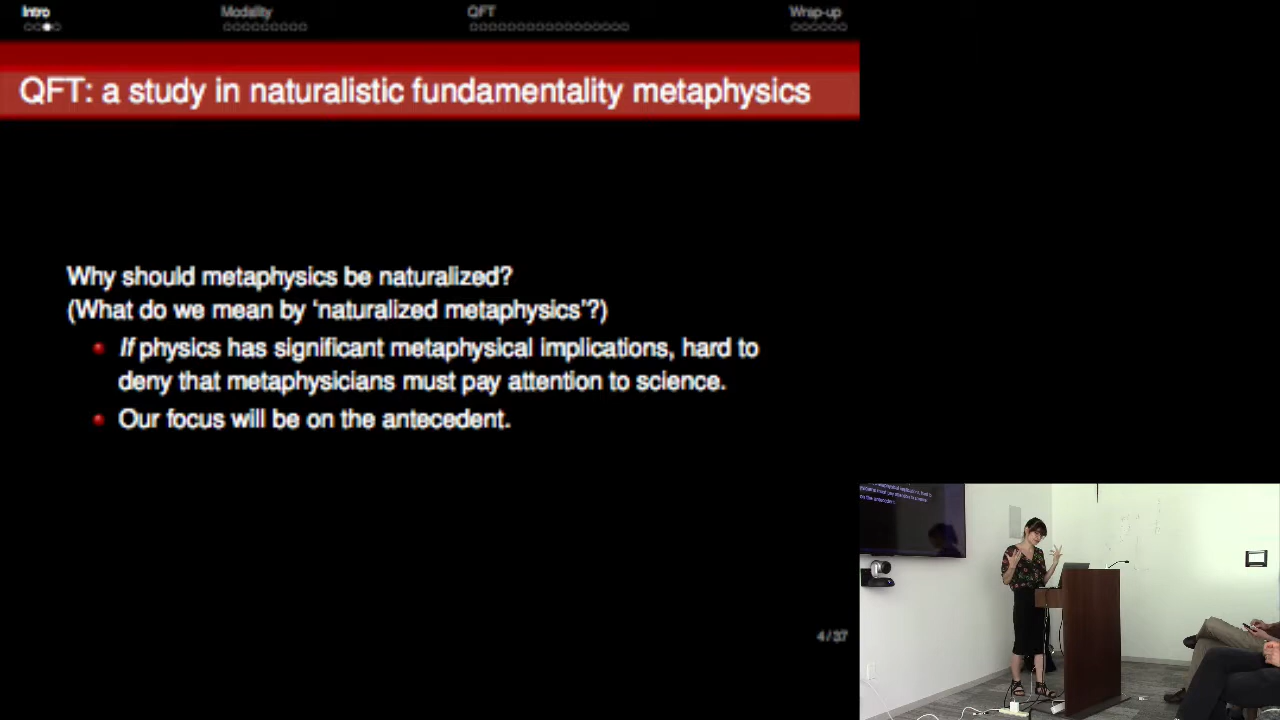 Intro Modality QFT Wrap-up
QFT: a study in naturalistic fundamentality metaphysics
Why should metaphysics be naturalized?
(What do we mean by ‘naturalized metaphysics’?)
If physics has significant metaphysical implications, hard to
deny that metaphysicians must pay attention to science.
Our focus will be on the antecedent.
4 / 37